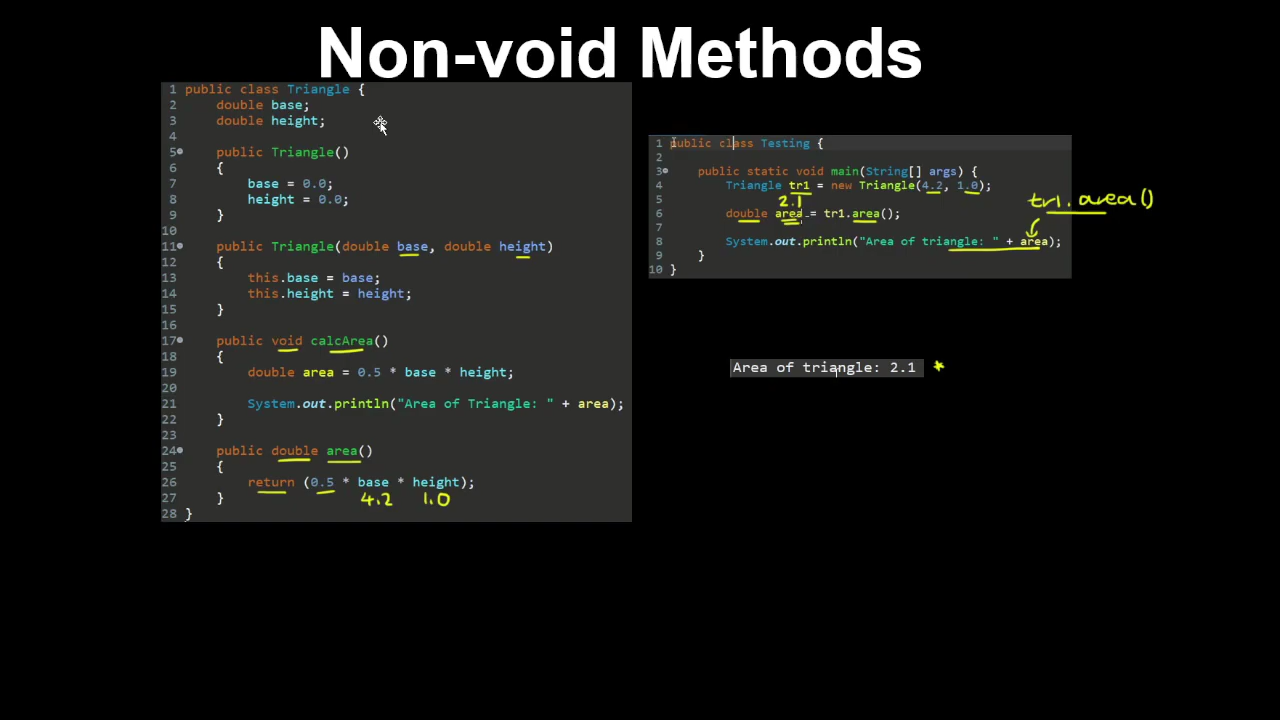 Non-void Methods
1 public class Triangle {
2 double base;
3 double height;
4
5 public Triangle()
6 {
7 base = 0.0;
8 height = 0.0;
9 }
10
11 public Triangle(double base, double height)
12 {
13 this.base = base;
14 this.height = height;
15 }
16
17 public void calcArea()
18 {
19 double area = 0.5 * base * height;
20
21 System.out.println("Area of Triangle: " + area);
22 }
23
24 public double area()
25 {
26 return (0.5 * base * height);
27 }
4.2 1.0
28 }
1 public class Testing {
2
3 public static void main(String[] args) {
4 Triangle tr1 = new Triangle(4.2, 1.0);
5
2.1
tr1.area()
6 double area = tr1.area();
7
8 System.out.println("Area of triangle: " + area);
9 }
10 }
Area of triangle: 2.1 *